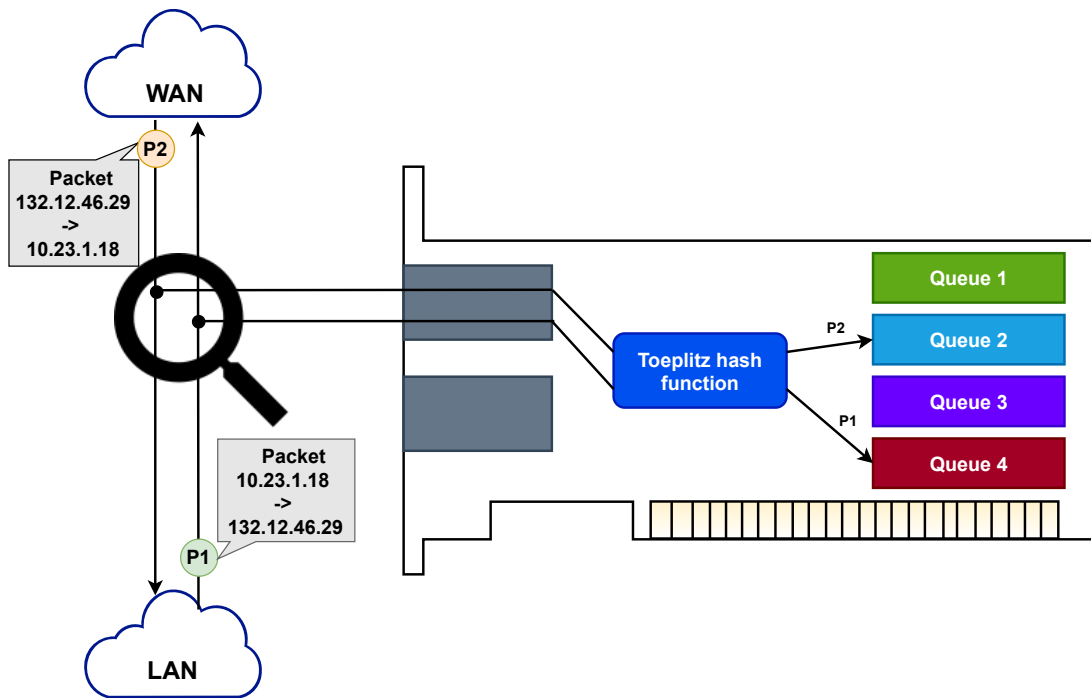 WAN
P2
Packet
132.12.46.29
->
10.23.1.18
Queue 1
Toeplitz hash
function
P2
Queue 2
Queue 3
P1
Queue 4
Packet
10.23.1.18
->
132.12.46.29
P1
LAN